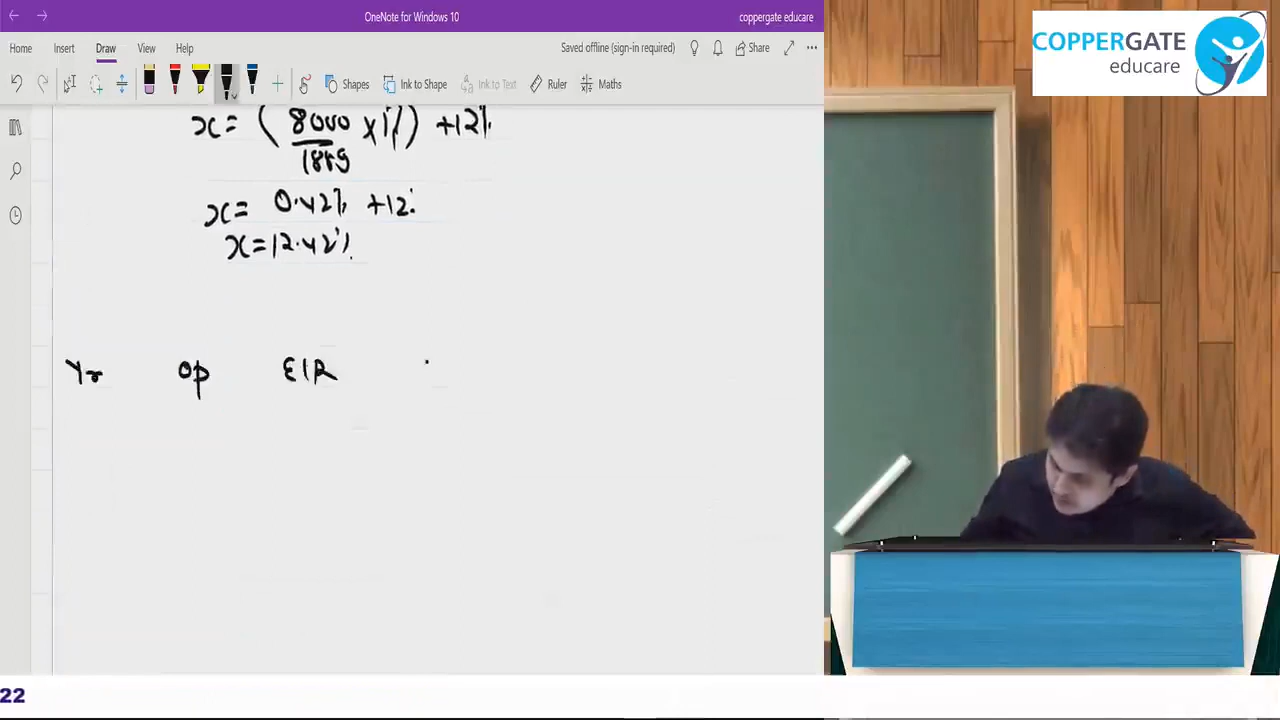 OneNote for Windows 10
coppergate educare
Home Insert Draw View Help
Saved offline (sign-in required)
Share
Shapes Ink to Shape Ink to Text Ruler Maths
COPPERGATE
educare
x = ( 8000 x 1% ) + 12%
x = 0.42% + 12%
x = 12.42%
Yr Op EIR
22